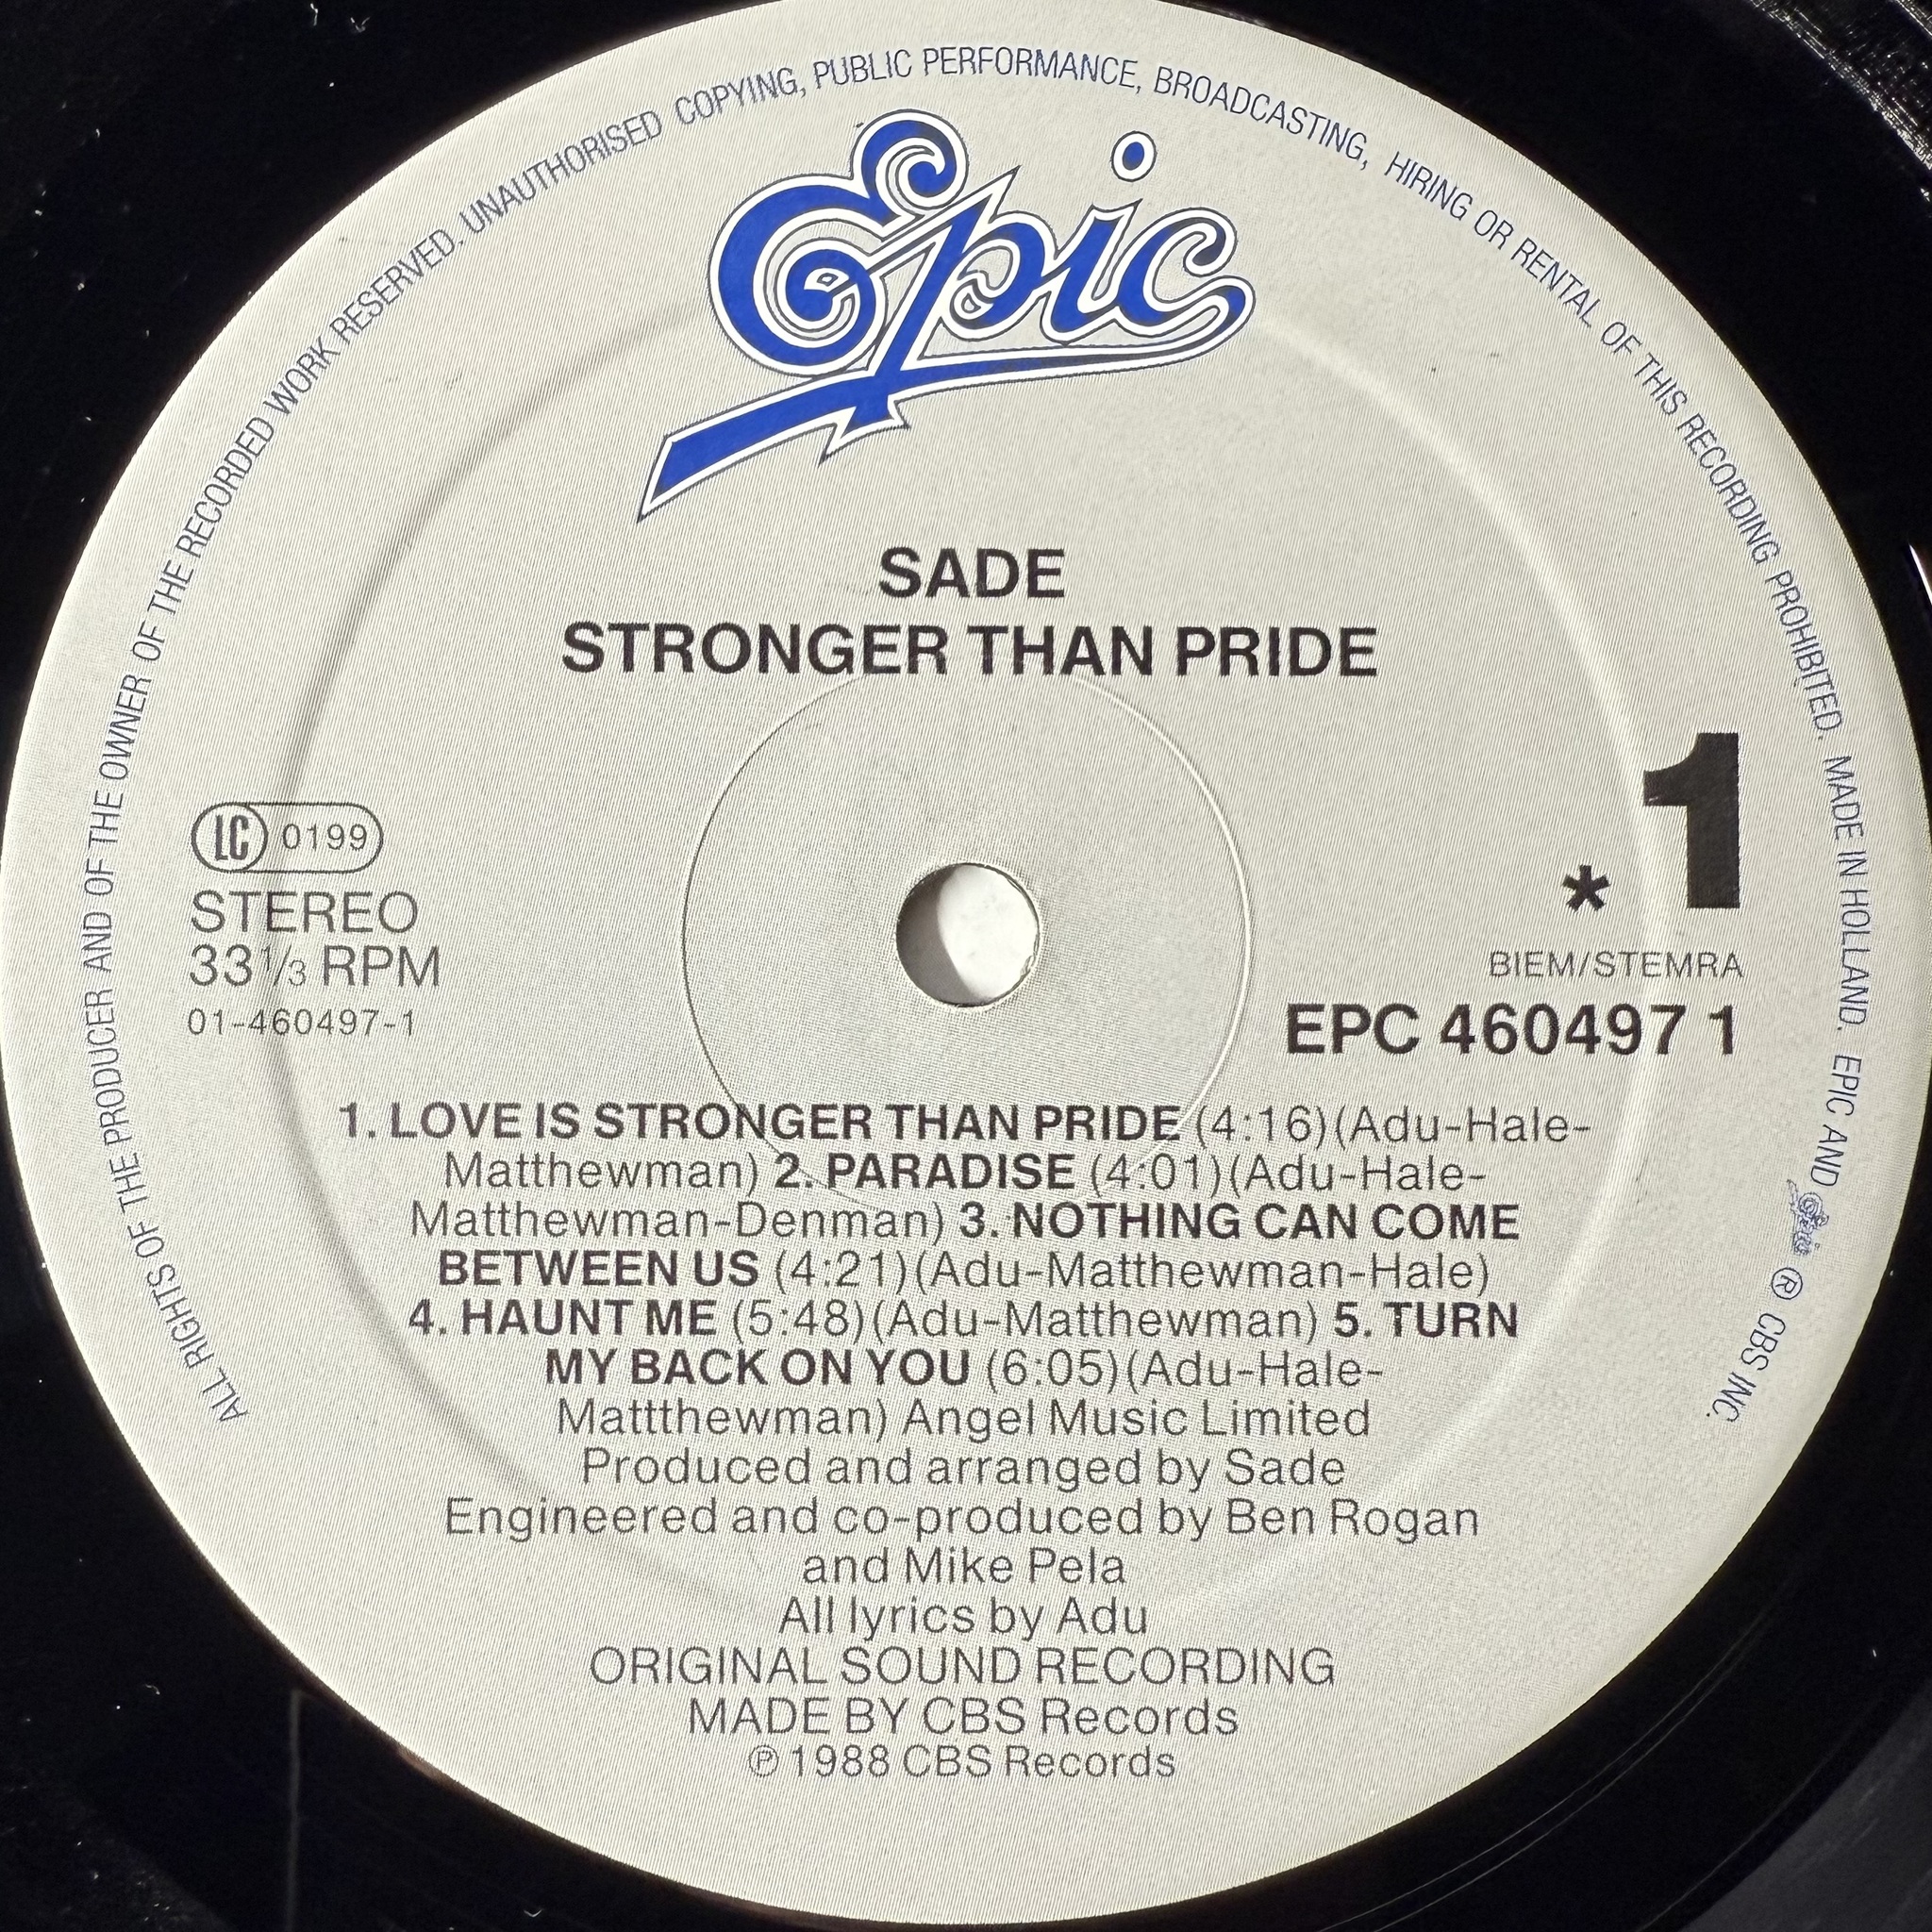 ALL RIGHTS OF THE PRODUCER AND OF THE OWNER OF THE RECORDED WORK RESERVED. UNAUTHORISED COPYING, PUBLIC PERFORMANCE, BROADCASTING, HIRING OR RENTAL OF THIS RECORDING PROHIBITED. MADE IN HOLLAND. EPIC AND Epic ® CBS INC.
Epic
SADE
STRONGER THAN PRIDE
1
*
LC 0199
STEREO
33 1/3 RPM
01-460497-1
BIEM/STEMRA
EPC 460497 1
1. LOVE IS STRONGER THAN PRIDE (4:16)(Adu-Hale-
Matthewman) 2. PARADISE (4:01)(Adu-Hale-
Matthewman-Denman) 3. NOTHING CAN COME
BETWEEN US (4:21)(Adu-Matthewman-Hale)
4. HAUNT ME (5:48)(Adu-Matthewman) 5. TURN
MY BACK ON YOU (6:05)(Adu-Hale-
Mattthewman) Angel Music Limited
Produced and arranged by Sade
Engineered and co-produced by Ben Rogan
and Mike Pela
All lyrics by Adu
ORIGINAL SOUND RECORDING
MADE BY CBS Records
℗ 1988 CBS Records